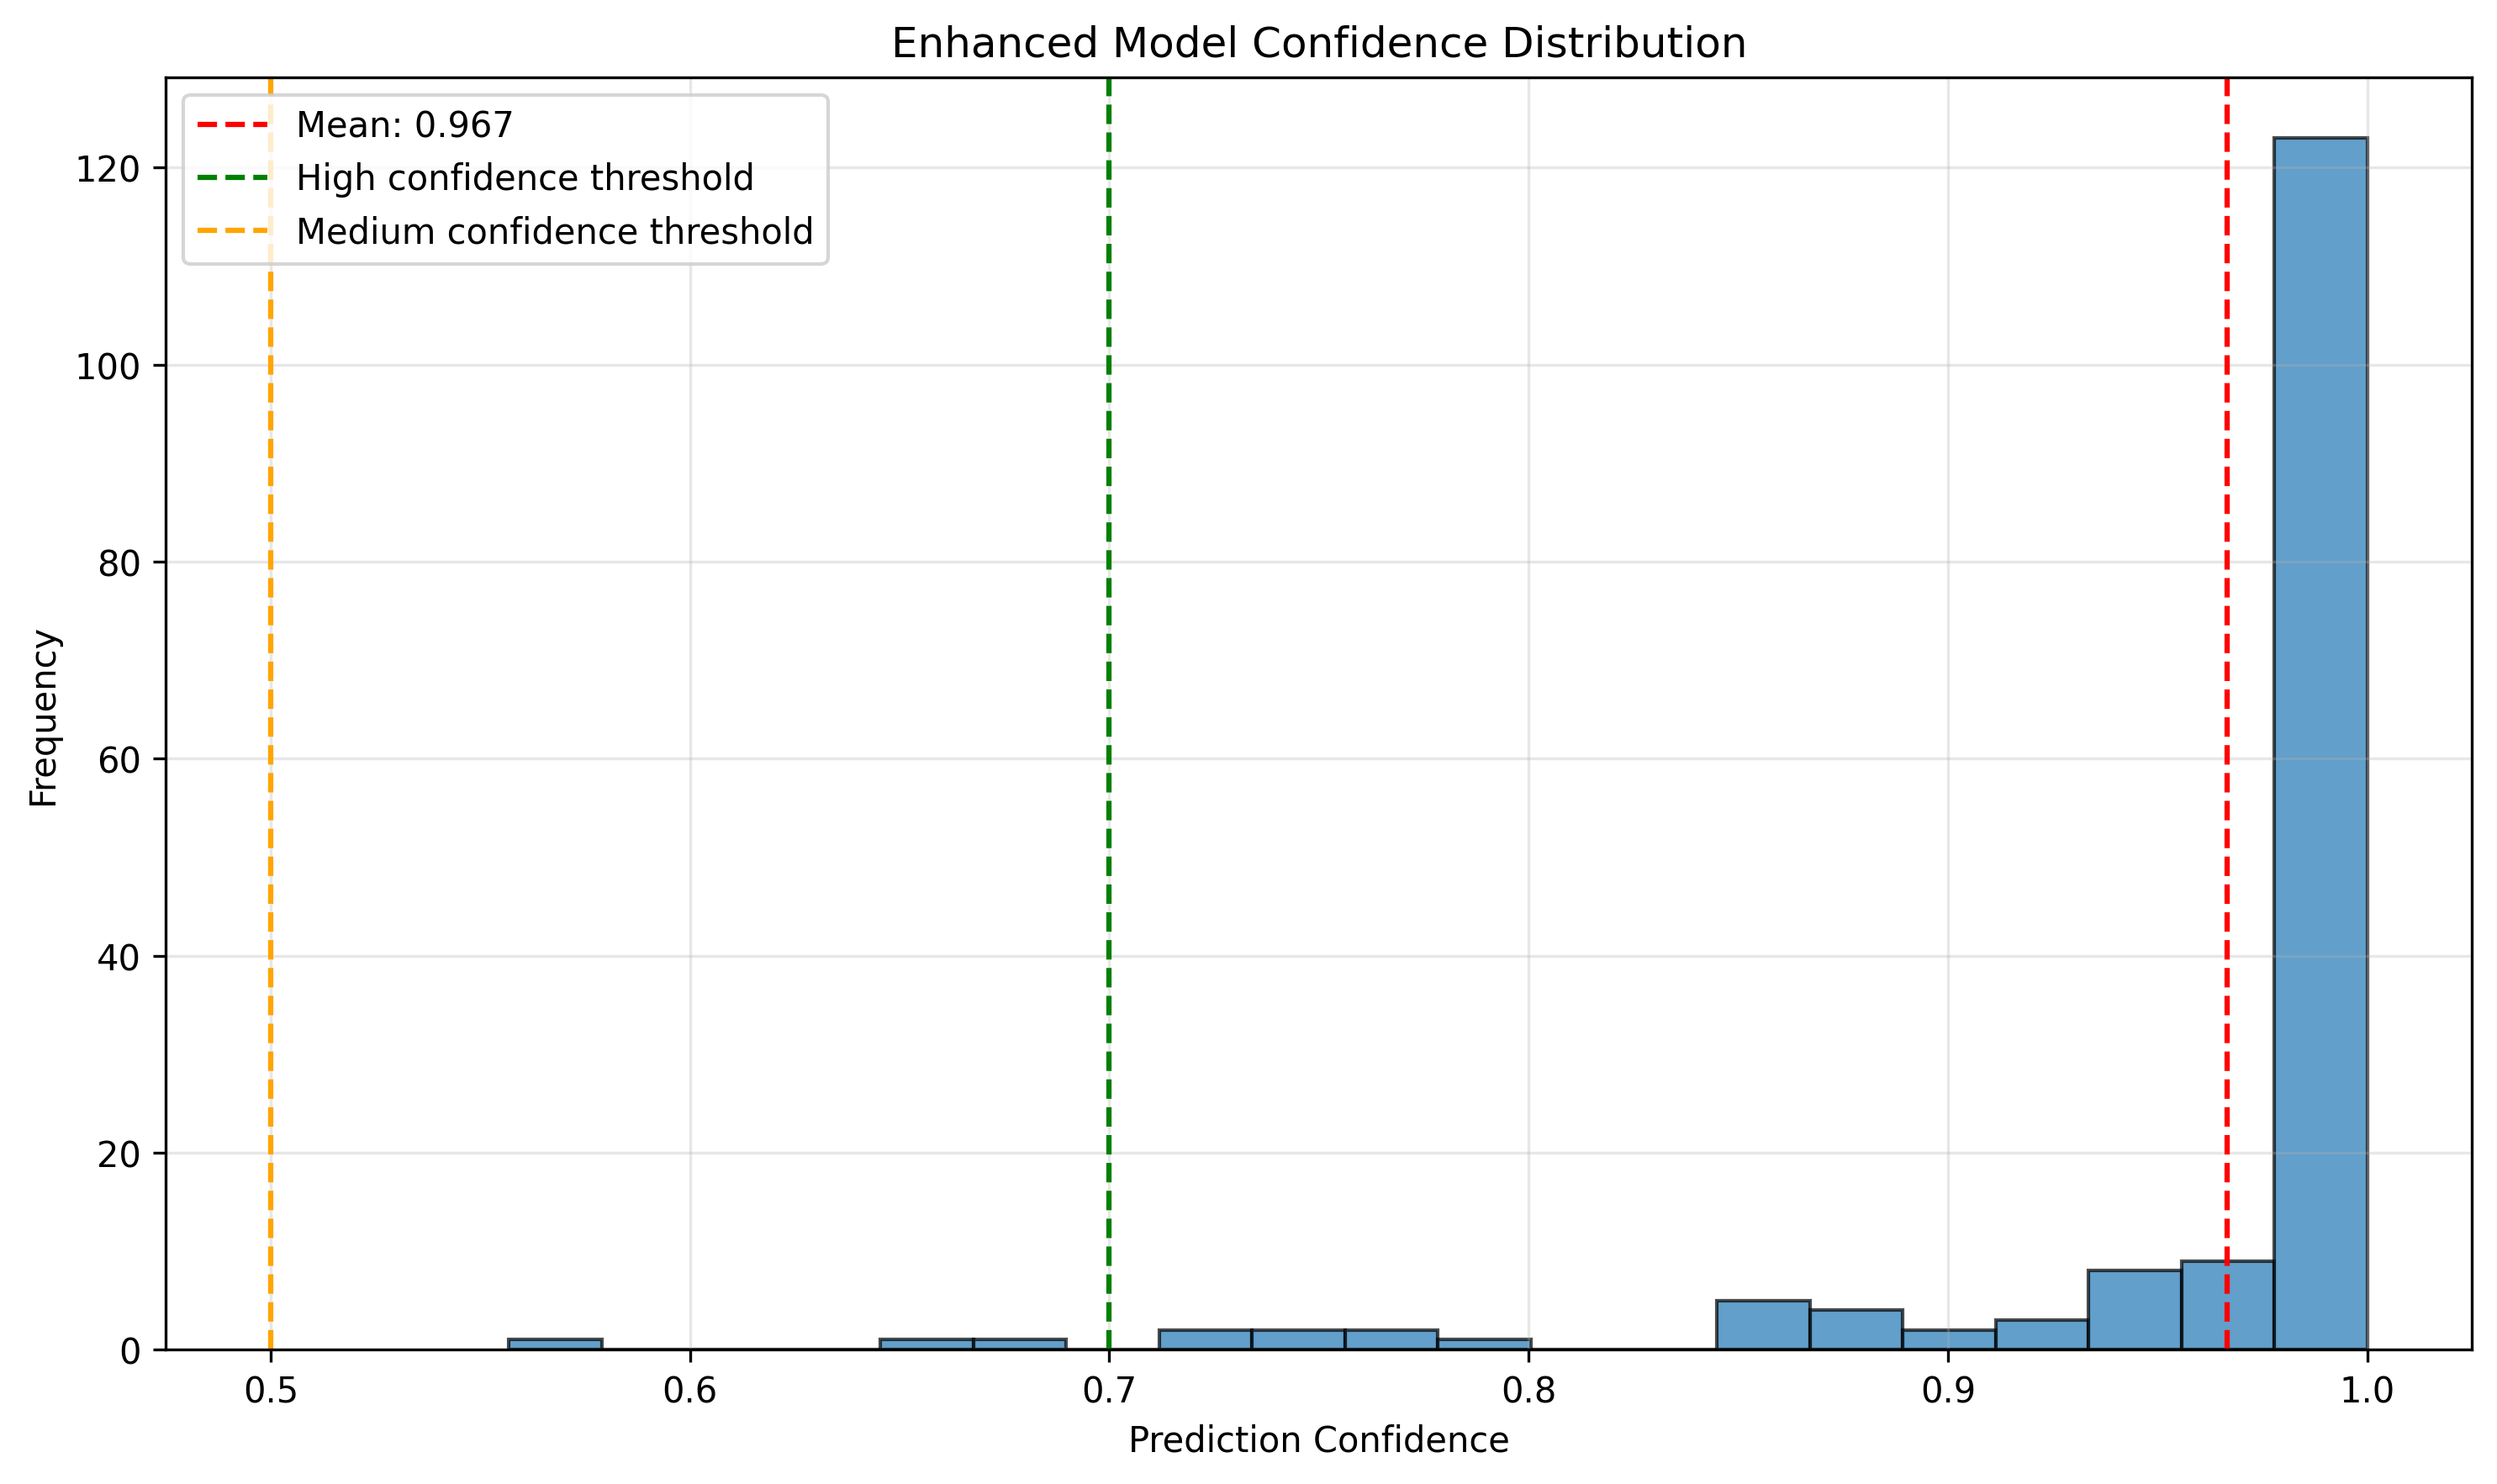 Enhanced Model Confidence Distribution
Mean: 0.967
High confidence threshold
Medium confidence threshold
120
100
80
60
40
20
0
Frequency
0.5 0.6 0.7 0.8 0.9 1.0
Prediction Confidence